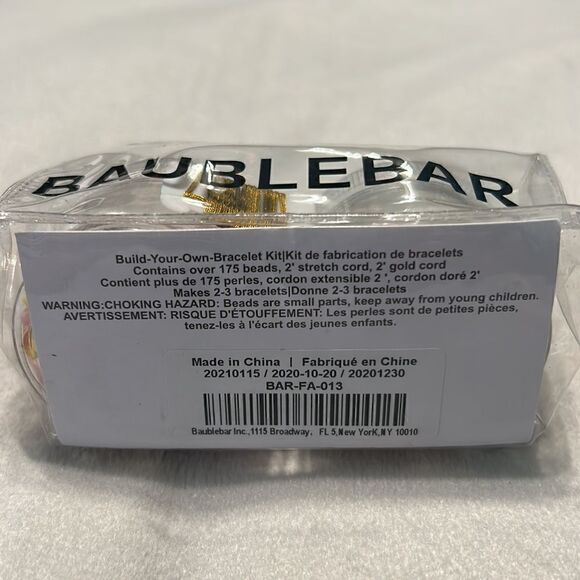 BAUBLEBAR
Build-Your-Own-Bracelet Kit|Kit de fabrication de bracelets
Contains over 175 beads, 2' stretch cord, 2' gold cord
Contient plus de 175 perles, cordon extensible 2 ', cordon doré 2'
Makes 2-3 bracelets|Donne 2-3 bracelets
WARNING:CHOKING HAZARD: Beads are small parts, keep away from young children.
AVERTISSEMENT: RISQUE D'ÉTOUFFEMENT: Les perles sont de petites pièces,
tenez-les à l'écart des jeunes enfants.
Made in China | Fabriqué en Chine
20210115 / 2020-10-20 / 20201230
BAR-FA-013
Baublebar Inc.,1115 Broadway, FL 5,New YorK,NY 10010